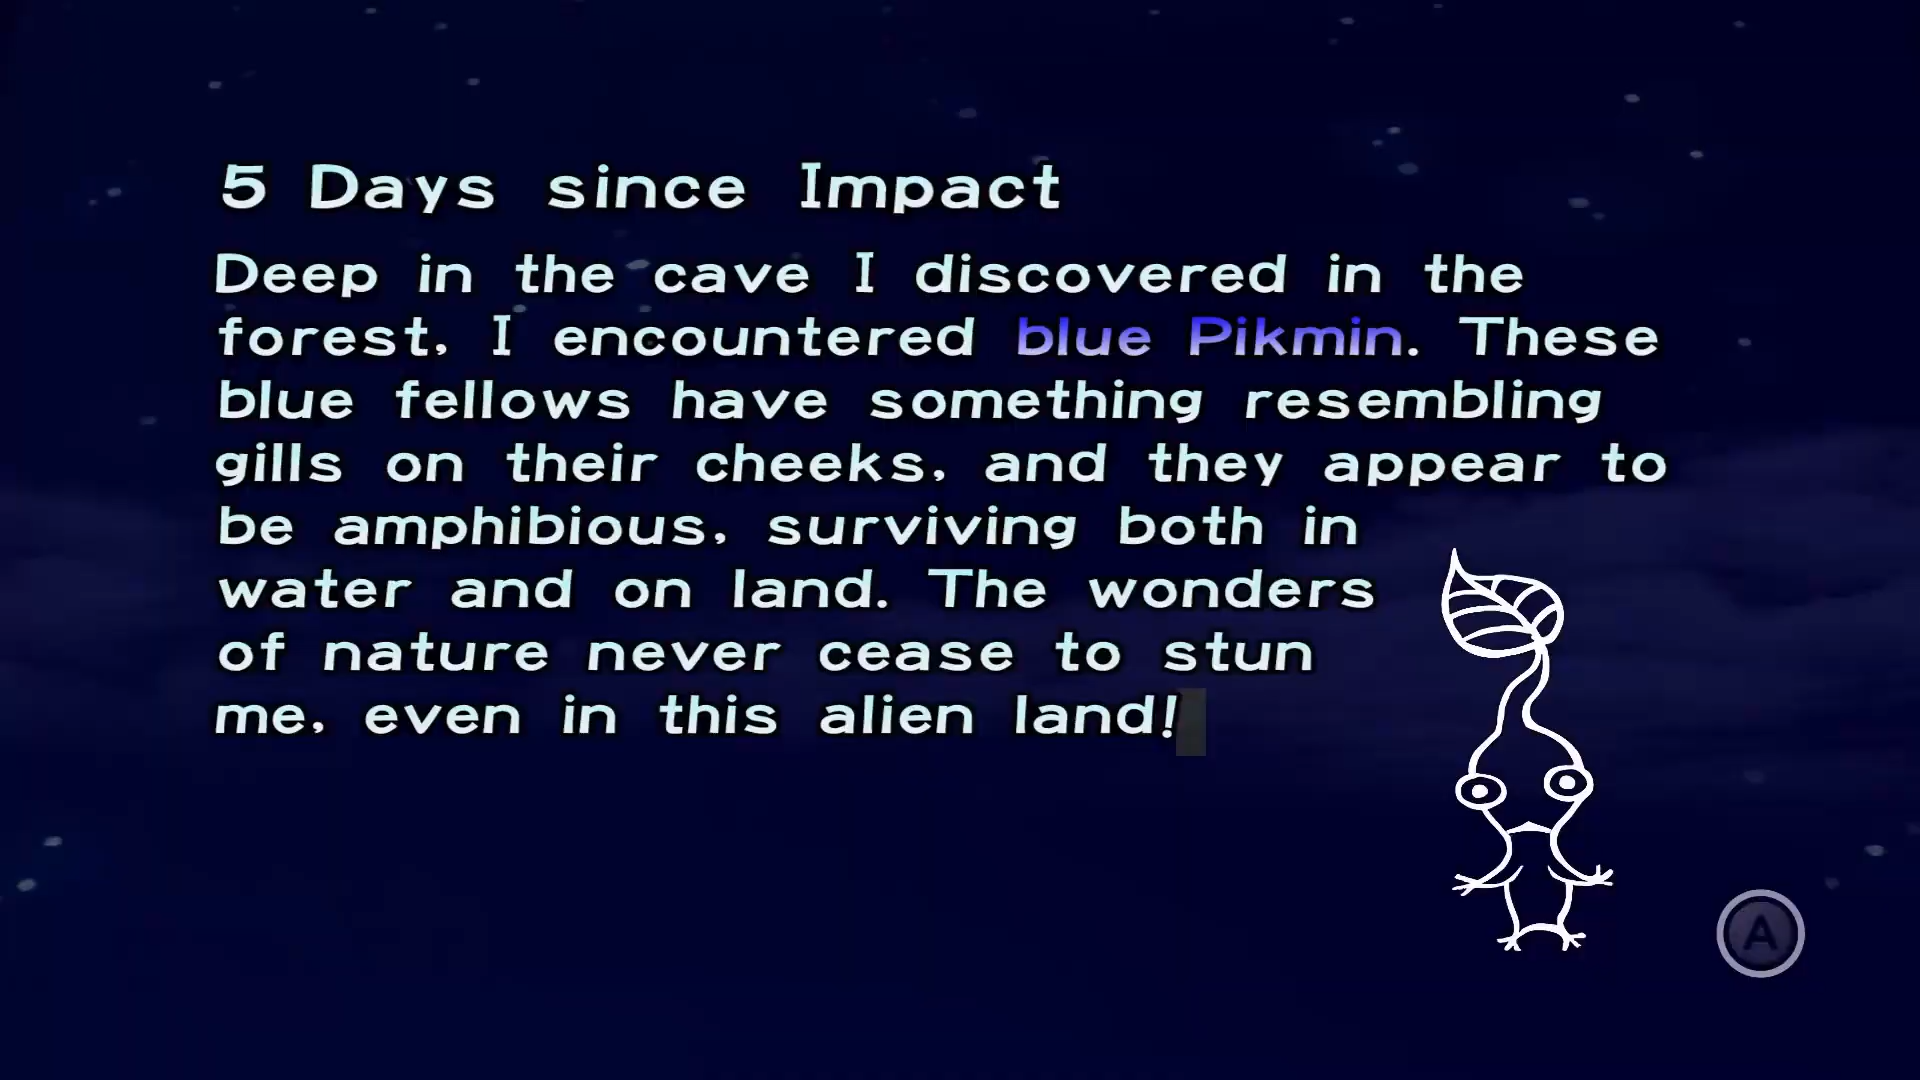 5 Days since Impact
Deep in the cave I discovered in the
forest, I encountered blue Pikmin. These
blue fellows have something resembling
gills on their cheeks, and they appear to
be amphibious, surviving both in
water and on land. The wonders
of nature never cease to stun
me, even in this alien land!
A